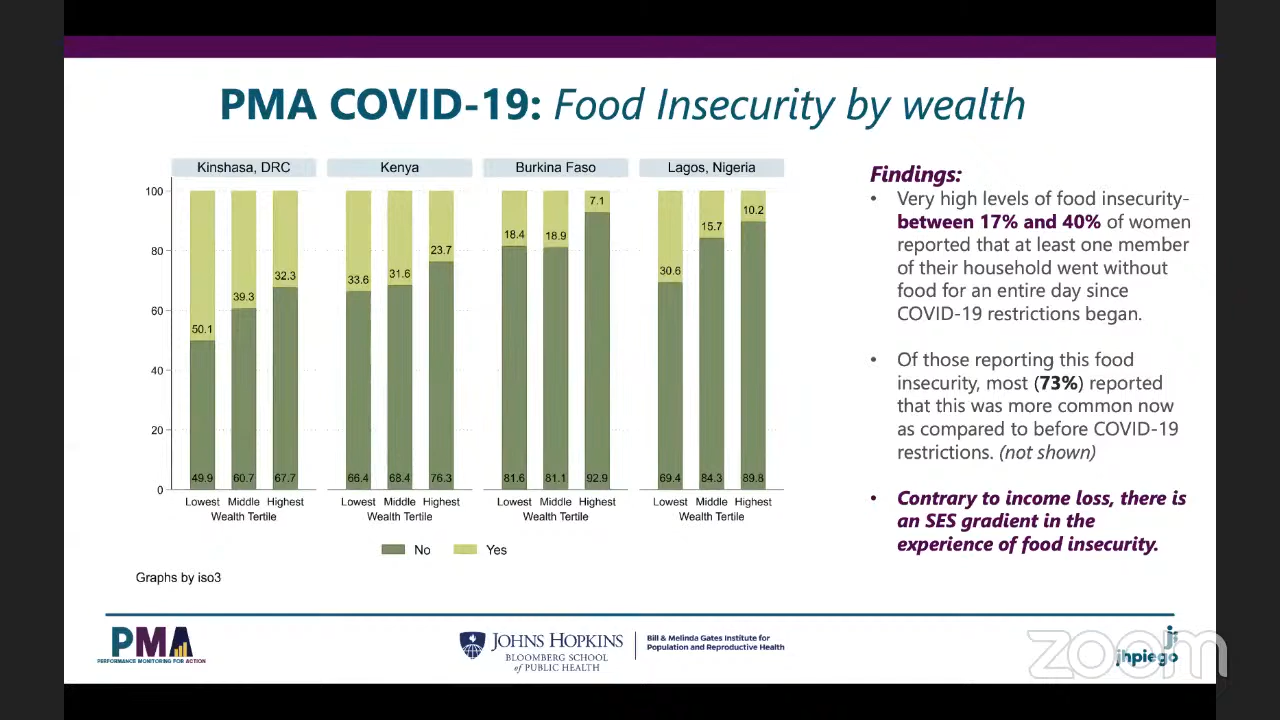 PMA COVID-19: Food Insecurity by wealth
Kinshasa, DRC
Kenya
Burkina Faso
Lagos, Nigeria
100
80
60
40
20
0
50.1
39.3
32.3
33.6
31.6
23.7
18.4
18.9
7.1
30.6
15.7
10.2
49.9
60.7
67.7
66.4
68.4
76.3
81.6
81.1
92.9
69.4
84.3
89.8
Lowest Middle Highest
Wealth Tertile
Lowest Middle Highest
Wealth Tertile
Lowest Middle Highest
Wealth Tertile
Lowest Middle Highest
Wealth Tertile
No
Yes
Graphs by iso3
Findings:
• Very high levels of food insecurity-
between 17% and 40% of women
reported that at least one member
of their household went without
food for an entire day since
COVID-19 restrictions began.
• Of those reporting this food
insecurity, most (73%) reported
that this was more common now
as compared to before COVID-19
restrictions. (not shown)
• Contrary to income loss, there is
an SES gradient in the
experience of food insecurity.
PMA
PERFORMANCE MONITORING FOR ACTION
JOHNS HOPKINS
BLOOMBERG SCHOOL
of PUBLIC HEALTH
Bill & Melinda Gates Institute for
Population and Reproductive Health
jhpiego
zoom